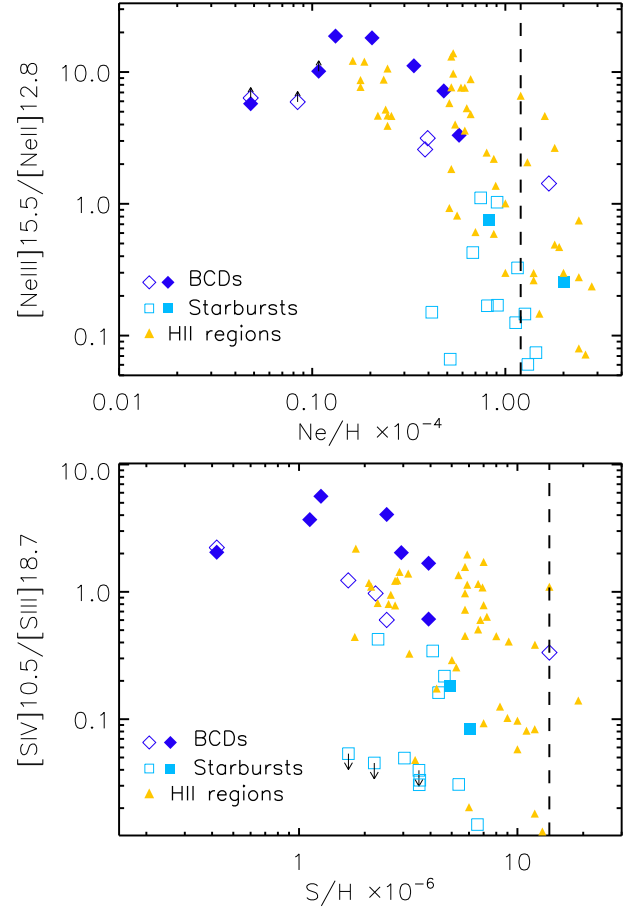 [NeIII]15.5/[NeII]12.8
10.0
1.0
0.1
BCDs
Starbursts
HII regions
0.01
0.10
1.00
Ne/H ×10⁻⁴
[SIV]10.5/[SIII]18.7
10.0
1.0
0.1
BCDs
Starbursts
HII regions
1
10
S/H ×10⁻⁶